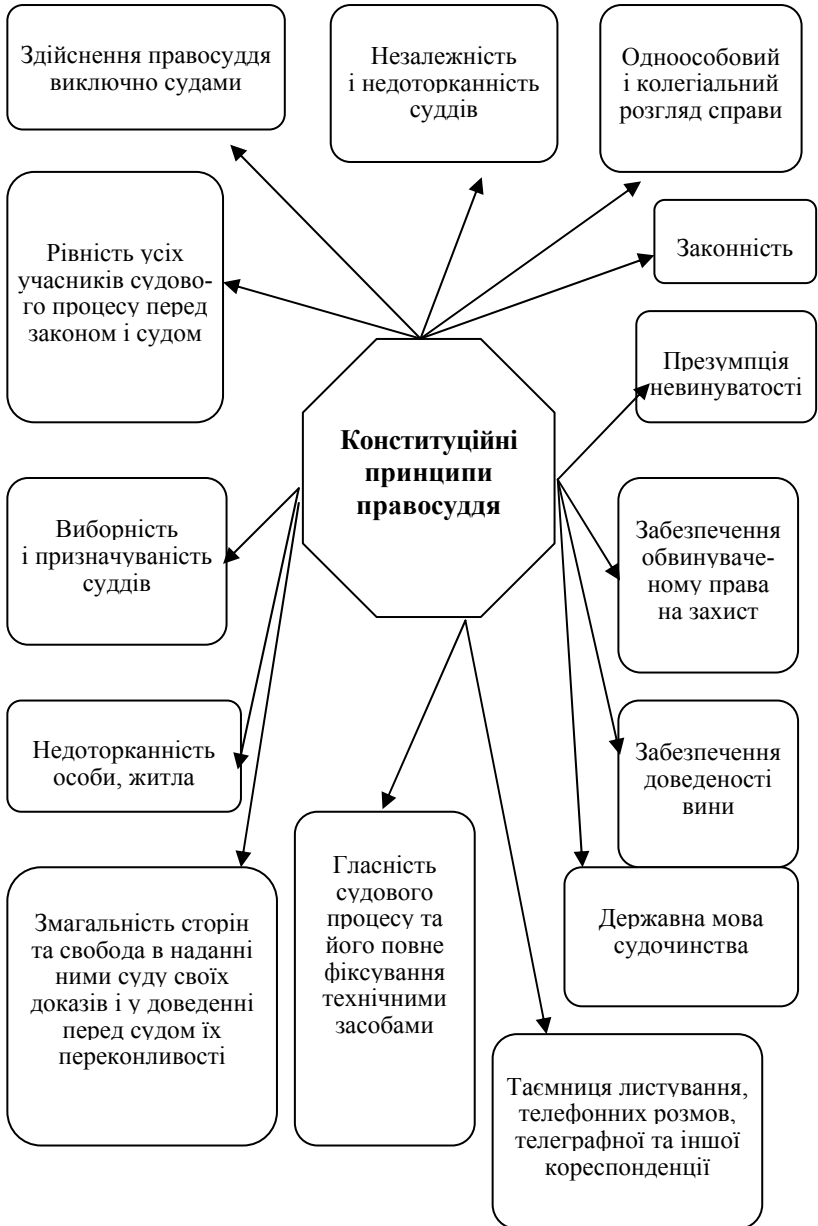 Здійснення правосуддя
виключно судами
Незалежність
і недоторканність
суддів
Одноособовий
і колегіальний
розгляд справи
Рівність усіх
учасників судово-
го процесу перед
законом і судом
Законність
Презумпція
невинуватості
Конституційні
принципи
правосуддя
Виборність
і призначуваність
суддів
Забезпечення
обвинуваче-
ному права
на захист
Недоторканність
особи, житла
Забезпечення
доведеності
вини
Змагальність сторін
та свобода в наданні
ними суду своїх
доказів і у доведенні
перед судом їх
переконливості
Гласність
судового
процесу та
його повне
фіксування
технічними
засобами
Державна мова
судочинства
Таємниця листування,
телефонних розмов,
телеграфної та іншої
кореспонденції